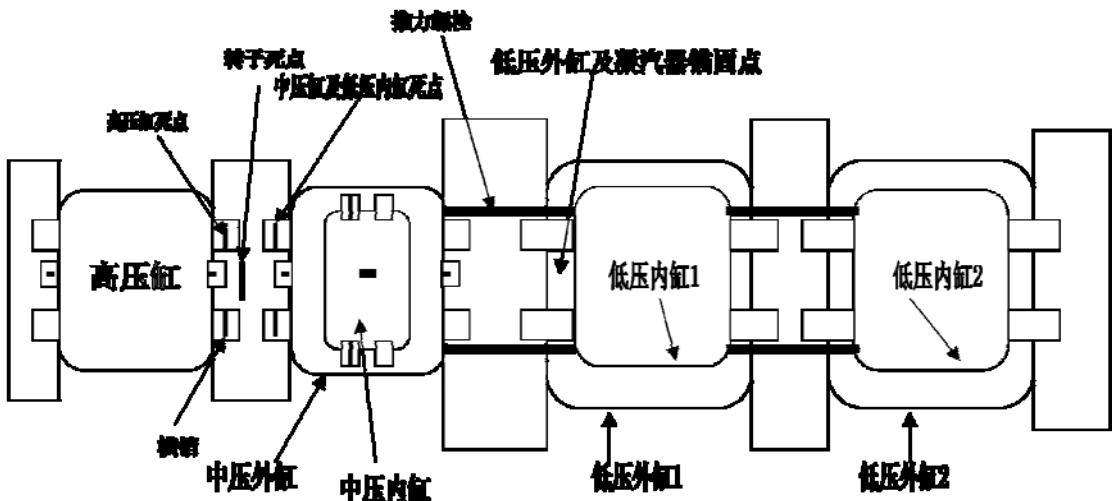 推力螺栓
转子死点
低压外缸及凝汽器锚固点
中压缸及低压内缸死点
高压缸死点
高压缸
低压内缸1
低压内缸2
横销
中压外缸
中压内缸
低压外缸1
低压外缸2